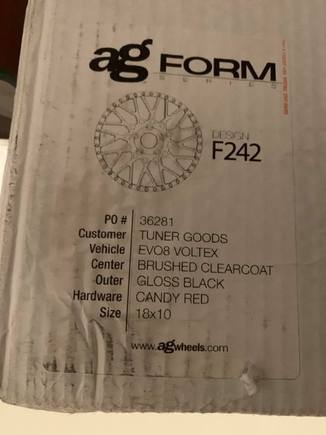 ag FORM
SERIES
DESIGN
F242
PO # 36281
Customer TUNER GOODS
Vehicle EVO8 VOLTEX
Center BRUSHED CLEARCOAT
Outer GLOSS BLACK
Hardware CANDY RED
Size 18x10
www.agwheels.com